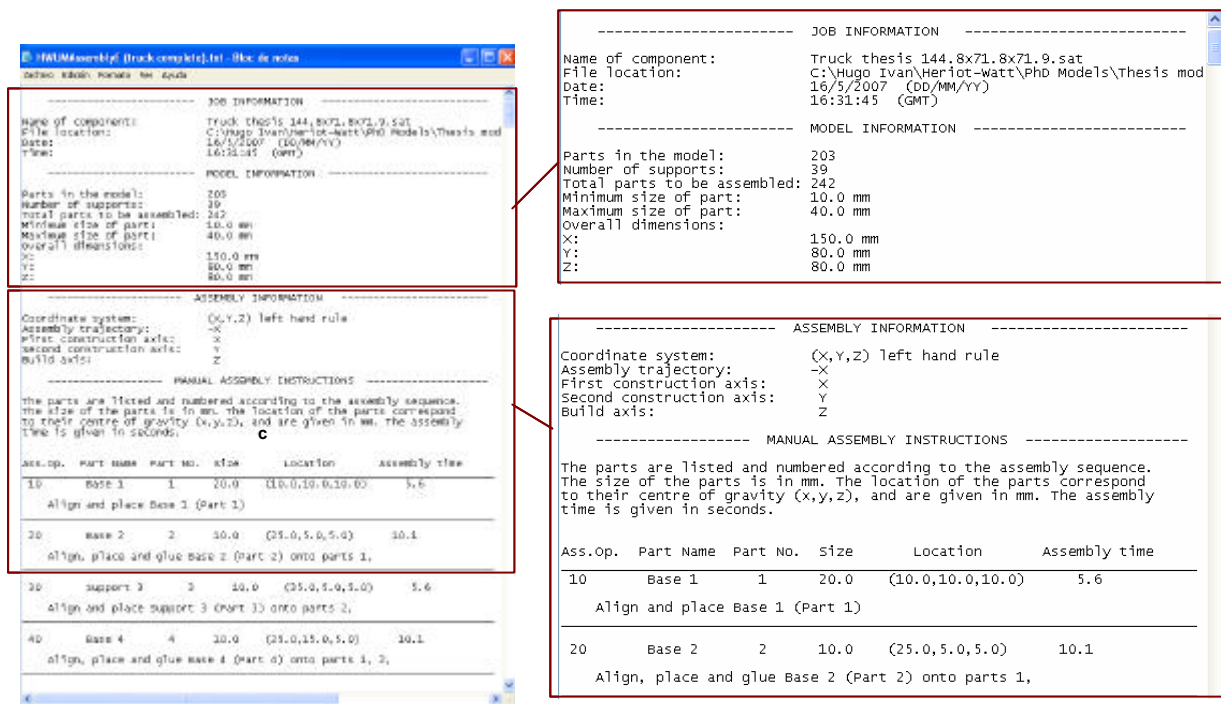 HWUMAssembly[ (truck complete).txt - Bloc de notas
Archivo Edición Formato Ver Ayuda
---------------------- JOB INFORMATION ----------------------
Name of component: Truck thesis 144.8x71.8x71.9.sat
File location: C:\Hugo Ivan\Heriot-Watt\PhD Models\Thesis mod
Date: 16/5/2007 (DD/MM/YY)
Time: 16:31:45 (GMT)
---------------------- MODEL INFORMATION ----------------------
Parts in the model: 203
Number of supports: 39
Total parts to be assembled: 242
Minimum size of part: 10.0 mm
Maximum size of part: 40.0 mm
Overall dimensions:
X: 150.0 mm
Y: 80.0 mm
Z: 80.0 mm
-------------------- ASSEMBLY INFORMATION --------------------
Coordinate system: (X,Y,Z) left hand rule
Assembly trajectory: -X
First construction axis: X
Second construction axis: Y
Build axis: Z
----------------- MANUAL ASSEMBLY INSTRUCTIONS ------------------
The parts are listed and numbered according to the assembly sequence.
The size of the parts is in mm. The location of the parts correspond
to their centre of gravity (x,y,z), and are given in mm. The assembly
time is given in seconds.
c
Ass.Op. Part Name Part No. Size Location Assembly time
10 Base 1 1 20.0 (10.0,10.0,10.0) 5.6
Align and place Base 1 (Part 1)
20 Base 2 2 10.0 (25.0,5.0,5.0) 10.1
Align, place and glue Base 2 (Part 2) onto parts 1,
30 Support 3 3 10.0 (35.0,5.0,5.0) 5.6
Align and place Support 3 (Part 3) onto parts 2,
40 Base 4 4 10.0 (25.0,15.0,5.0) 10.1
Align, place and glue Base 4 (Part 4) onto parts 1, 2,
---------------------- JOB INFORMATION ----------------------
Name of component: Truck thesis 144.8x71.8x71.9.sat
File location: C:\Hugo Ivan\Heriot-Watt\PhD Models\Thesis mod
Date: 16/5/2007 (DD/MM/YY)
Time: 16:31:45 (GMT)
---------------------- MODEL INFORMATION ----------------------
Parts in the model: 203
Number of supports: 39
Total parts to be assembled: 242
Minimum size of part: 10.0 mm
Maximum size of part: 40.0 mm
Overall dimensions:
X: 150.0 mm
Y: 80.0 mm
Z: 80.0 mm
-------------------- ASSEMBLY INFORMATION --------------------
Coordinate system: (X,Y,Z) left hand rule
Assembly trajectory: -X
First construction axis: X
Second construction axis: Y
Build axis: Z
----------------- MANUAL ASSEMBLY INSTRUCTIONS ------------------
The parts are listed and numbered according to the assembly sequence.
The size of the parts is in mm. The location of the parts correspond
to their centre of gravity (x,y,z), and are given in mm. The assembly
time is given in seconds.
Ass.Op. Part Name Part No. Size Location Assembly time
10 Base 1 1 20.0 (10.0,10.0,10.0) 5.6
Align and place Base 1 (Part 1)
20 Base 2 2 10.0 (25.0,5.0,5.0) 10.1
Align, place and glue Base 2 (Part 2) onto parts 1,